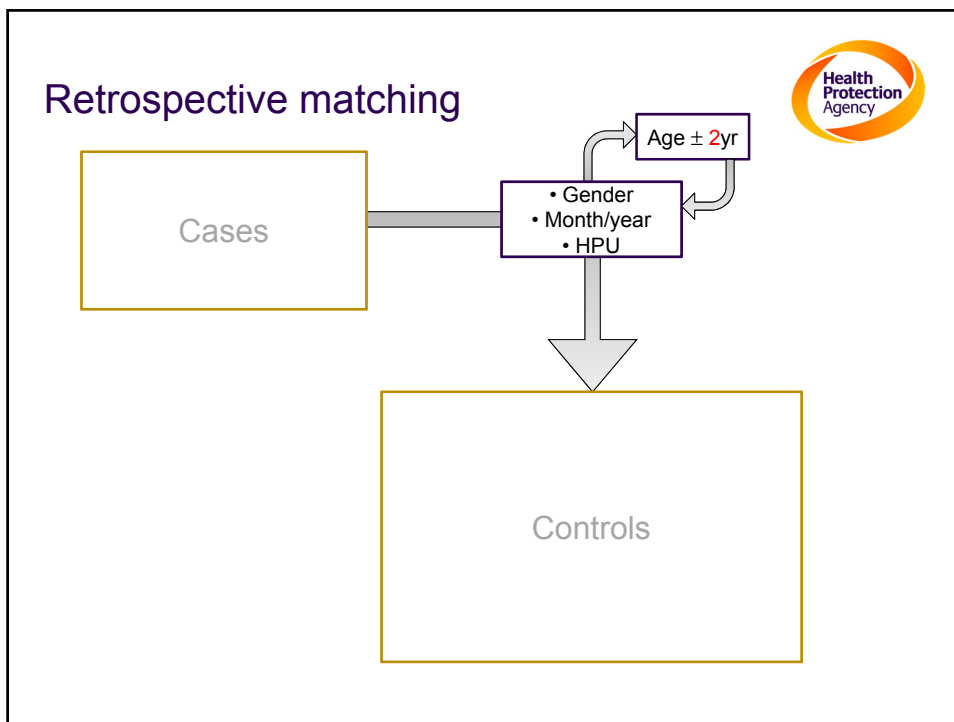 Retrospective matching
Health
Protection
Agency
Age ± 2yr
Cases
• Gender
• Month/year
• HPU
Controls